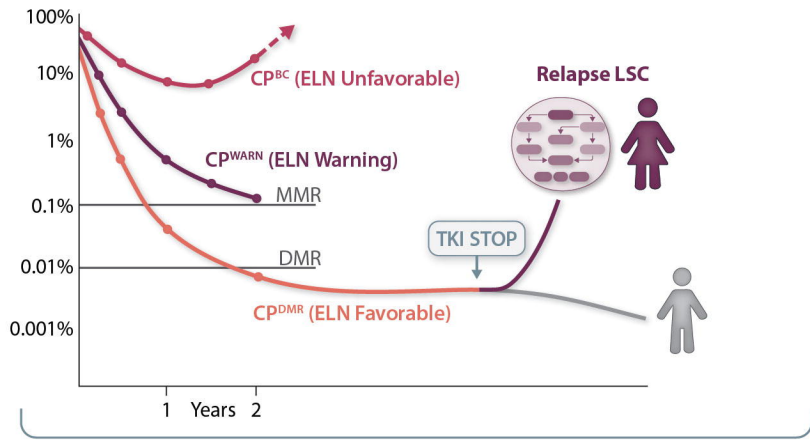 100%
10%
1%
0.1%
0.01%
0.001%
CP^BC (ELN Unfavorable)
Relapse LSC
CP^WARN (ELN Warning)
MMR
TKI STOP
DMR
CP^DMR (ELN Favorable)
1 Years 2